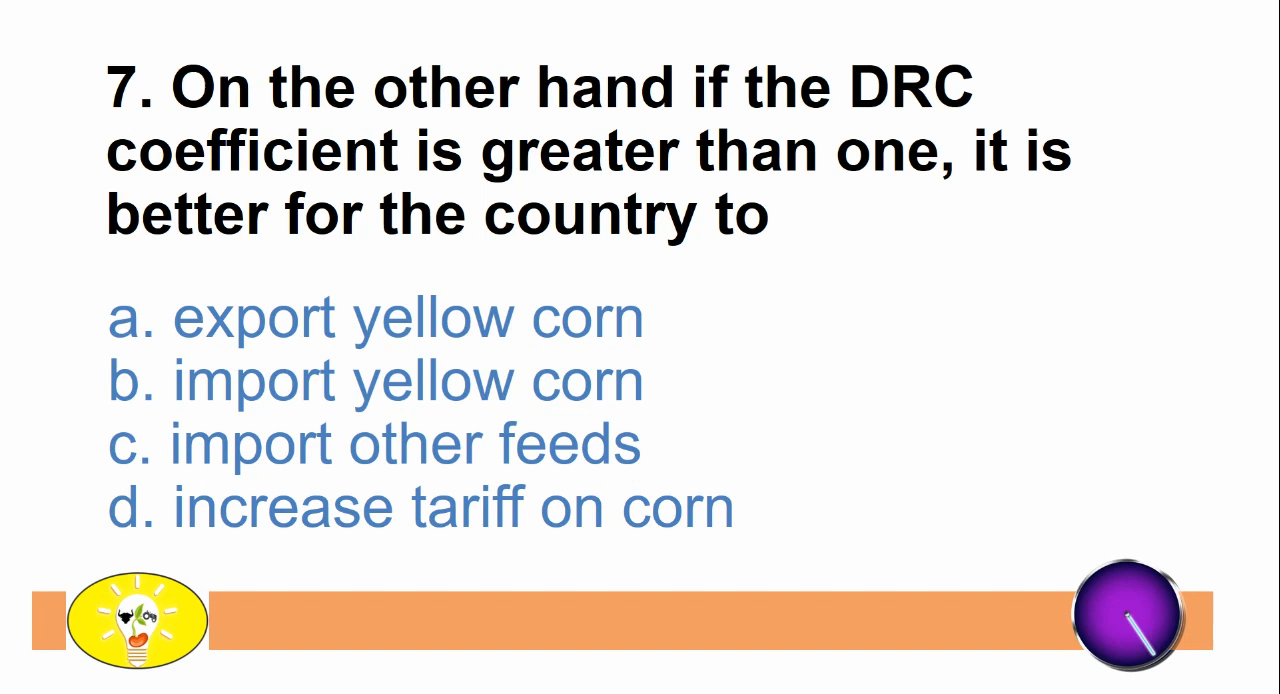 7. On the other hand if the DRC
coefficient is greater than one, it is
better for the country to
a. export yellow corn
b. import yellow corn
c. import other feeds
d. increase tariff on corn